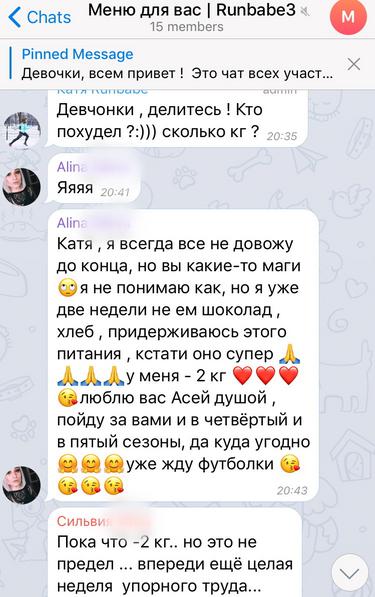 Chats
Меню для вас | Runbabe3
15 members
M
Pinned Message
Девочки, всем привет ! Это чат всех участ...
Катя Runbabe admin
Девчонки , делитесь ! Кто
похудел ?:))) сколько кг ? 20:35
Alina
Яяяя 20:41
Alina
Катя , я всегда все не довожу
до конца, но вы какие-то маги
🙄я не понимаю как, но я уже
две недели не ем шоколад ,
хлеб , придерживаюсь этого
питания , кстати оно супер 🙏
🙏🙏🙏у меня - 2 кг ❤️❤️❤️
😘люблю вас Асей душой ,
пойду за вами и в четвёртый и
в пятый сезоны, да куда угодно
🤗🤗🤗уже жду футболки 😘
😘😘😘 20:43
Сильвия
Пока что -2 кг.. но это не
предел ... впереди ещё целая
неделя упорного труда...